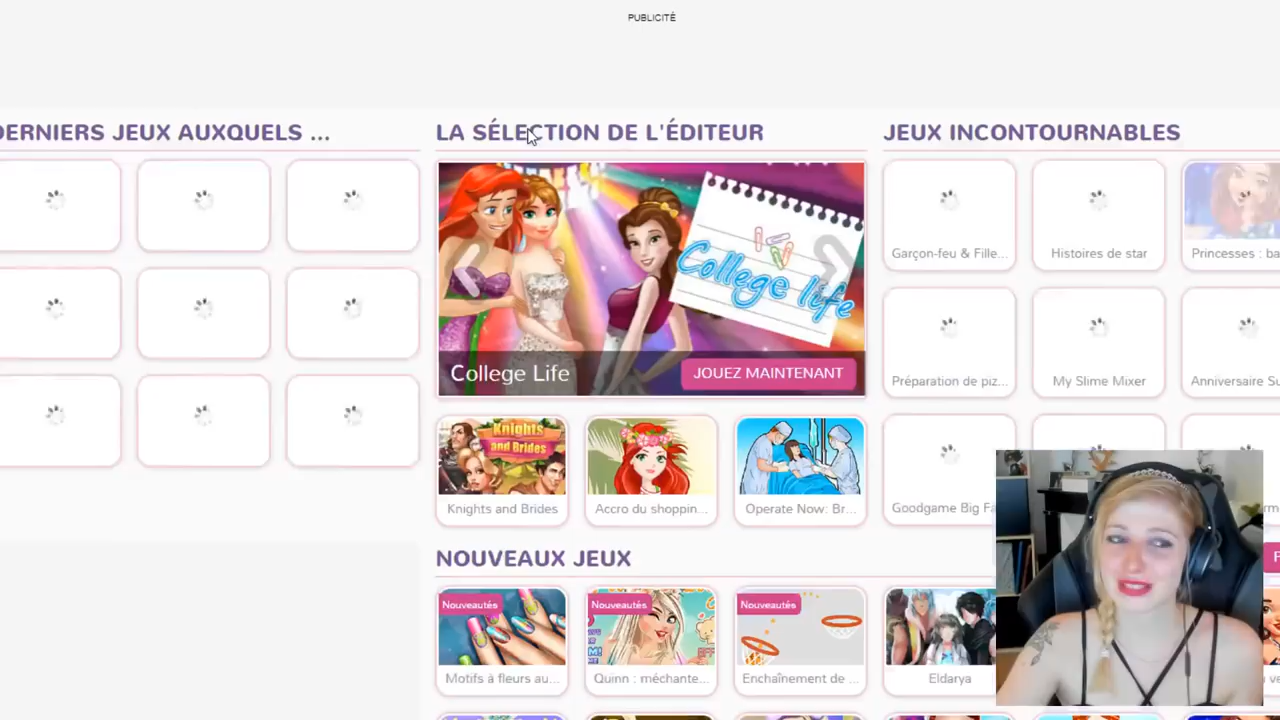 PUBLICITÉ
DERNIERS JEUX AUXQUELS ...
LA SÉLECTION DE L'ÉDITEUR
College life
College Life
JOUEZ MAINTENANT
Knights and Brides
Knights and Brides
Accro du shoppin...
Operate Now: Br...
JEUX INCONTOURNABLES
Garçon-feu & Fille...
Histoires de star
Princesses : ba
Préparation de piz...
My Slime Mixer
Anniversaire Su
Goodgame Big Fa
NOUVEAUX JEUX
Nouveautés
Motifs à fleurs au...
Nouveautés
Quinn : méchante...
Nouveautés
Enchaînement de ...
Eldarya